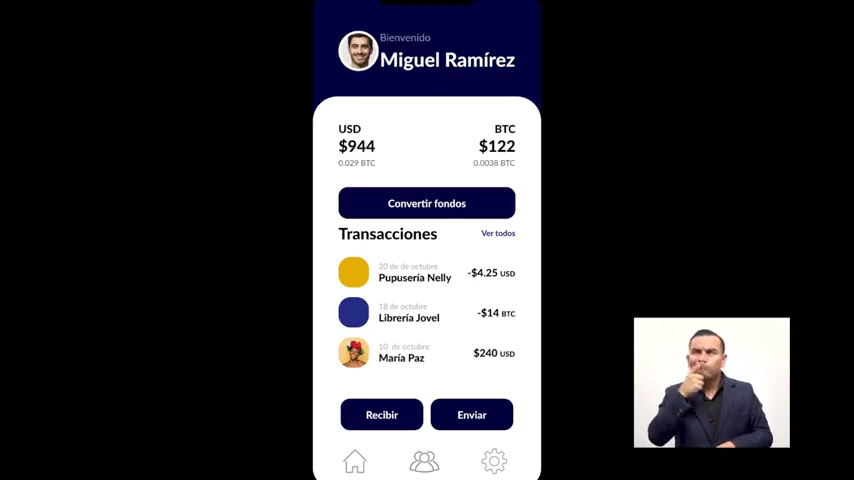 Bienvenido
Miguel Ramírez
USD BTC
$944 $122
0.029 BTC 0.0038 BTC
Convertir fondos
Transacciones Ver todos
20 de de octubre
Pupusería Nelly -$4.25 USD
18 de octubre
Librería Jovel -$14 BTC
10 de octubre
María Paz $240 USD
Recibir Enviar